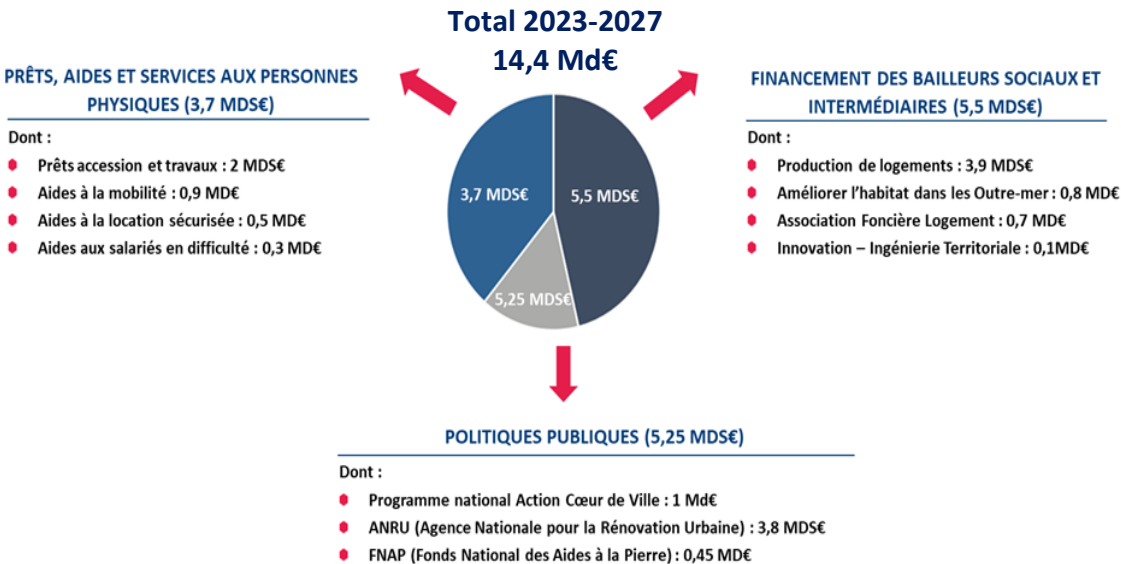 Total 2023-2027
14,4 Md€
PRÊTS, AIDES ET SERVICES AUX PERSONNES
PHYSIQUES (3,7 MDS€)
Dont :
Prêts accession et travaux : 2 MDS€
Aides à la mobilité : 0,9 MD€
Aides à la location sécurisée : 0,5 MD€
Aides aux salariés en difficulté : 0,3 MD€
3,7 MDS€
5,5 MDS€
5,25 MDS€
FINANCEMENT DES BAILLEURS SOCIAUX ET
INTERMÉDIAIRES (5,5 MDS€)
Dont :
Production de logements : 3,9 MDS€
Améliorer l’habitat dans les Outre-mer : 0,8 MD€
Association Foncière Logement : 0,7 MD€
Innovation – Ingénierie Territoriale : 0,1MD€
POLITIQUES PUBLIQUES (5,25 MDS€)
Dont :
Programme national Action Cœur de Ville : 1 Md€
ANRU (Agence Nationale pour la Rénovation Urbaine) : 3,8 MDS€
FNAP (Fonds National des Aides à la Pierre) : 0,45 MD€